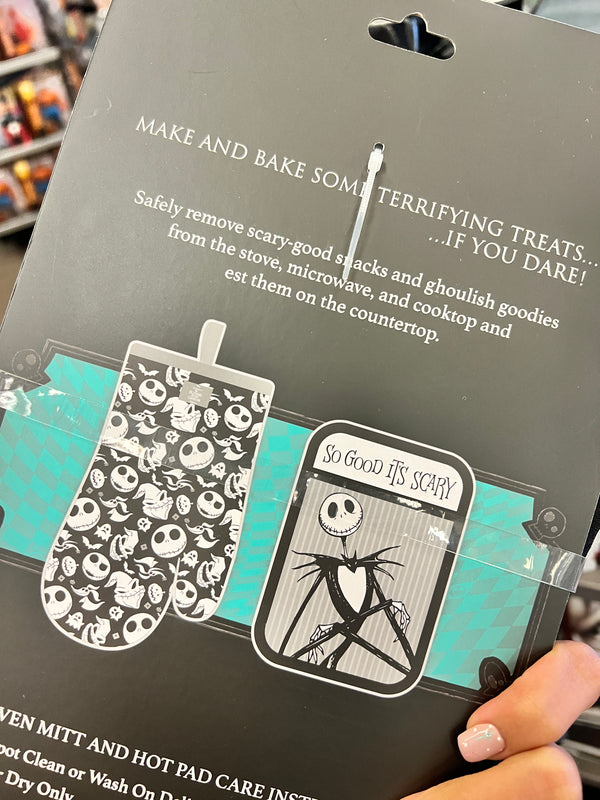 MAKE AND BAKE SOME TERRIFYING TREATS...
...IF YOU DARE!
Safely remove scary-good snacks and ghoulish goodies
from the stove, microwave, and cooktop and
est them on the countertop.
SO GOOD IT'S SCARY
VEN MITT AND HOT PAD CARE INST
pot Clean or Wash On Deli
Dry Only